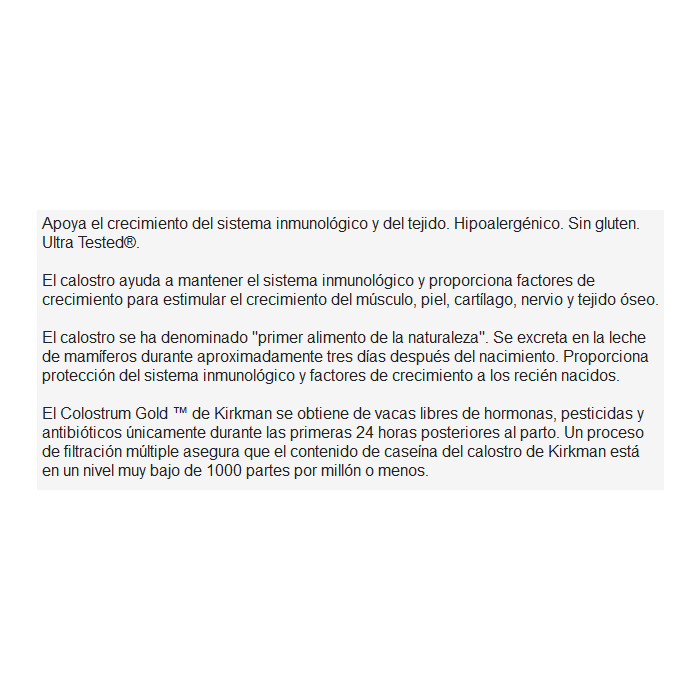 Apoya el crecimiento del sistema inmunológico y del tejido. Hipoalergénico. Sin gluten.
Ultra Tested®.
El calostro ayuda a mantener el sistema inmunológico y proporciona factores de
crecimiento para estimular el crecimiento del músculo, piel, cartílago, nervio y tejido óseo.
El calostro se ha denominado "primer alimento de la naturaleza". Se excreta en la leche
de mamíferos durante aproximadamente tres días después del nacimiento. Proporciona
protección del sistema inmunológico y factores de crecimiento a los recién nacidos.
El Colostrum Gold ™ de Kirkman se obtiene de vacas libres de hormonas, pesticidas y
antibióticos únicamente durante las primeras 24 horas posteriores al parto. Un proceso
de filtración múltiple asegura que el contenido de caseína del calostro de Kirkman está
en un nivel muy bajo de 1000 partes por millón o menos.